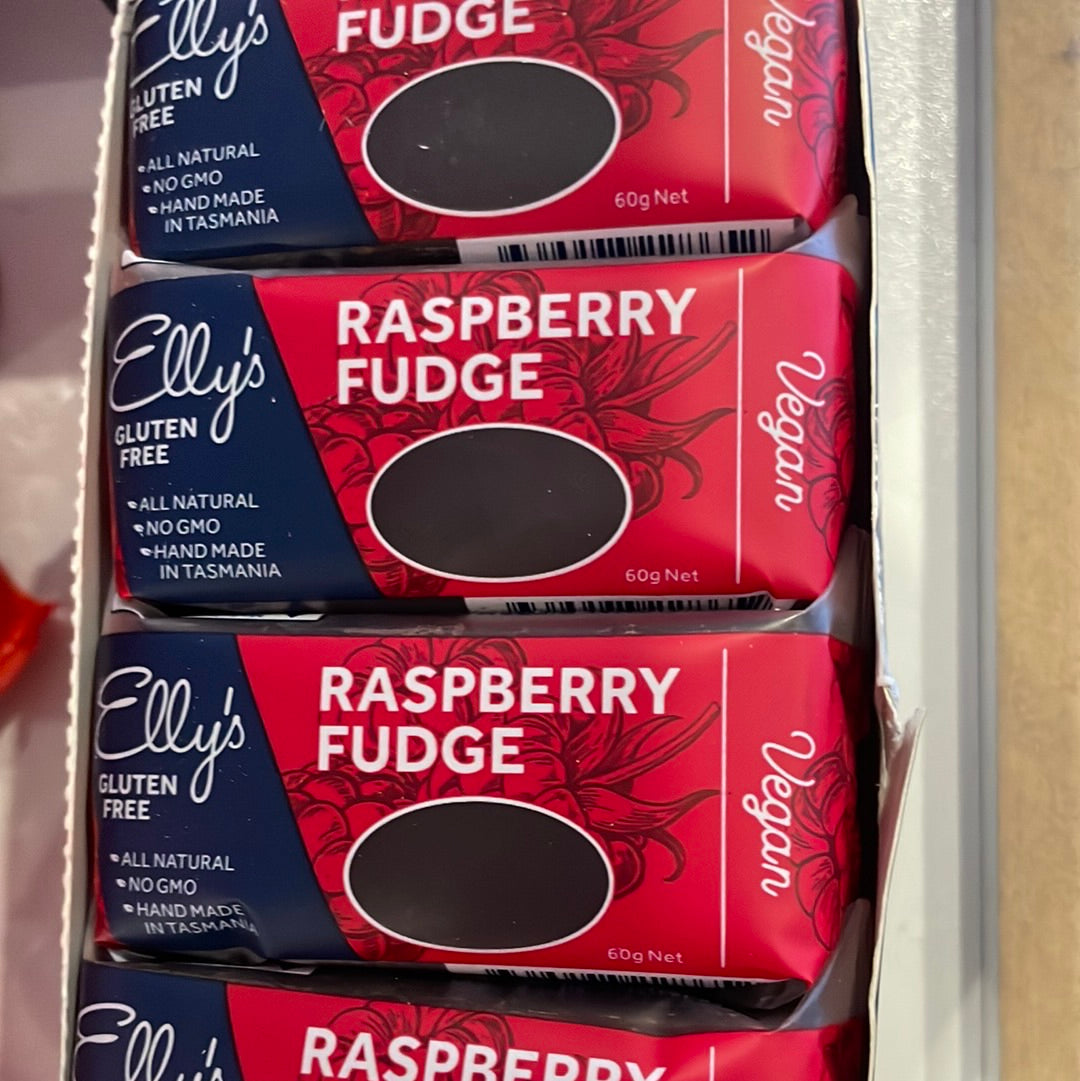 Elly's
GLUTEN
FREE
ALL NATURAL
NO GMO
HAND MADE
IN TASMANIA
FUDGE
60g Net
Vegan
Elly's
GLUTEN
FREE
ALL NATURAL
NO GMO
HAND MADE
IN TASMANIA
RASPBERRY
FUDGE
60g Net
Vegan
Elly's
GLUTEN
FREE
ALL NATURAL
NO GMO
HAND MADE
IN TASMANIA
RASPBERRY
FUDGE
60g Net
Vegan
Elly's
RASPBERRY